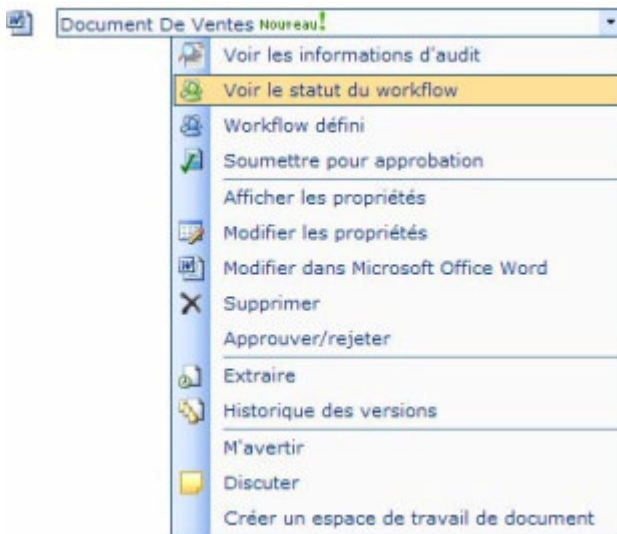 Document De Ventes Nouveau!
Voir les informations d'audit
Voir le statut du workflow
Workflow défini
Soumettre pour approbation
Afficher les propriétés
Modifier les propriétés
Modifier dans Microsoft Office Word
Supprimer
Approuver/rejeter
Extraire
Historique des versions
M'avertir
Discuter
Créer un espace de travail de document